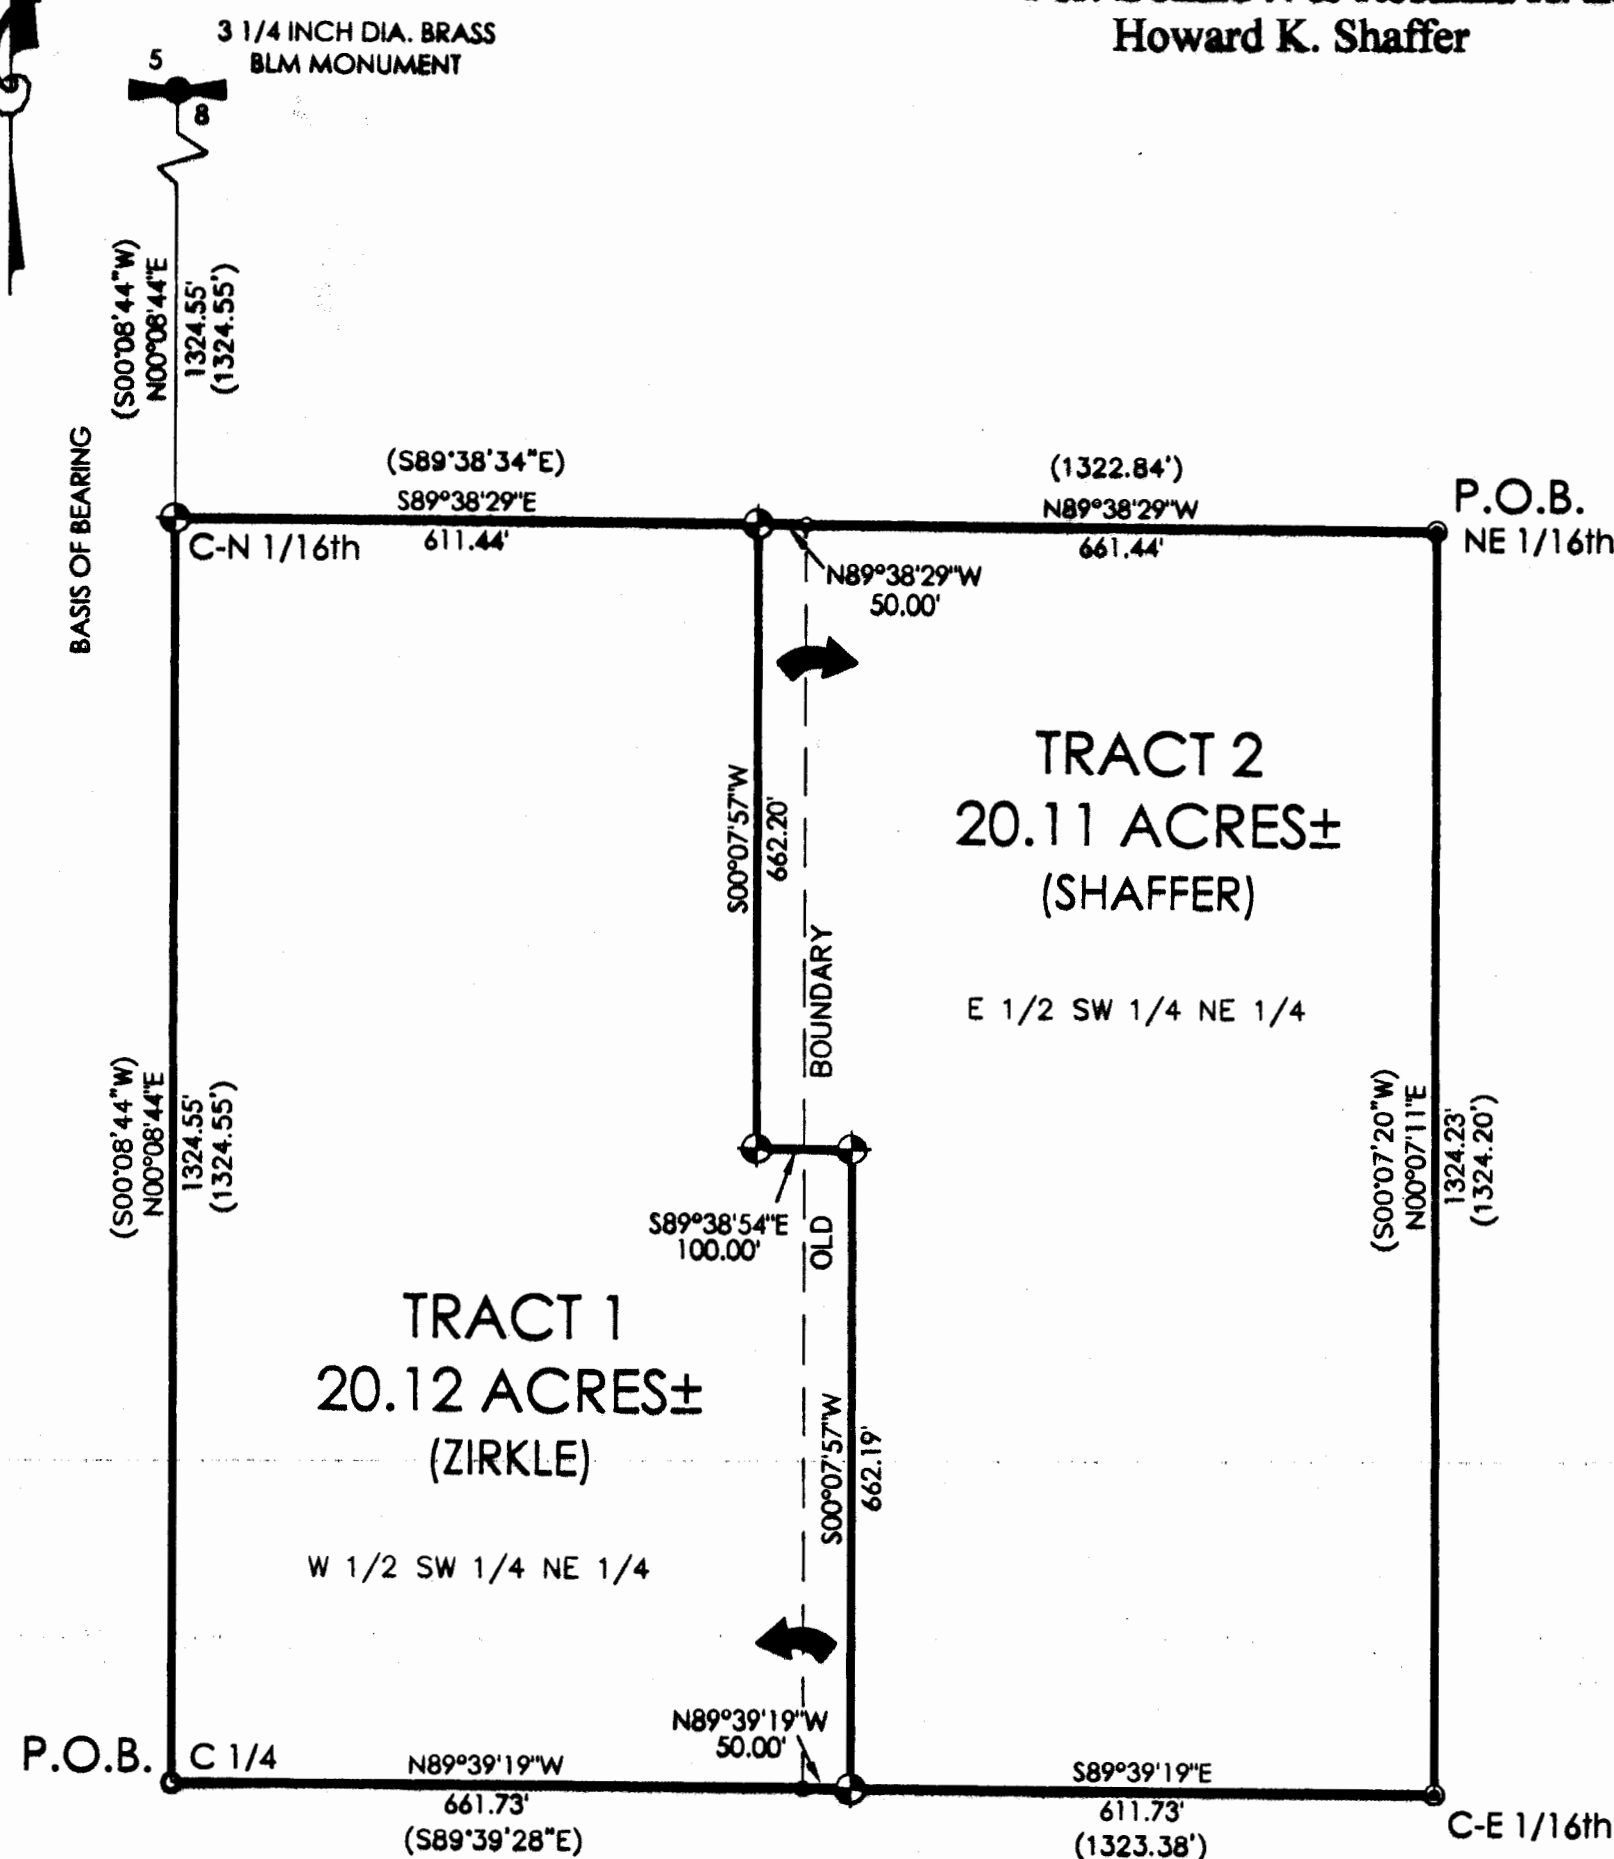 Howard K. Shaffer
3 1/4 INCH DIA. BRASS
BLM MONUMENT
5
8
(S00°08'44"W)
N00°08'44"E
1324.55'
(1324.55')
BASIS OF BEARING
(S89°38'34"E)
S89°38'29"E
611.44'
(1322.84')
N89°38'29"W
661.44'
P.O.B.
NE 1/16th
C-N 1/16th
N89°38'29"W
50.00'
S00°07'57"W
662.20'
TRACT 2
20.11 ACRES±
(SHAFFER)
E 1/2 SW 1/4 NE 1/4
OLD BOUNDARY
(S00°08'44"W)
N00°08'44"E
1324.55'
(1324.55')
(S00°07'20"W)
N00°07'11"E
1324.23'
(1324.20')
S89°38'54"E
100.00'
TRACT 1
20.12 ACRES±
(ZIRKLE)
W 1/2 SW 1/4 NE 1/4
S00°07'57"W
662.19'
N89°39'19"W
50.00'
P.O.B.
C 1/4
N89°39'19"W
661.73'
(S89°39'28"E)
S89°39'19"E
611.73'
(1323.38')
C-E 1/16th